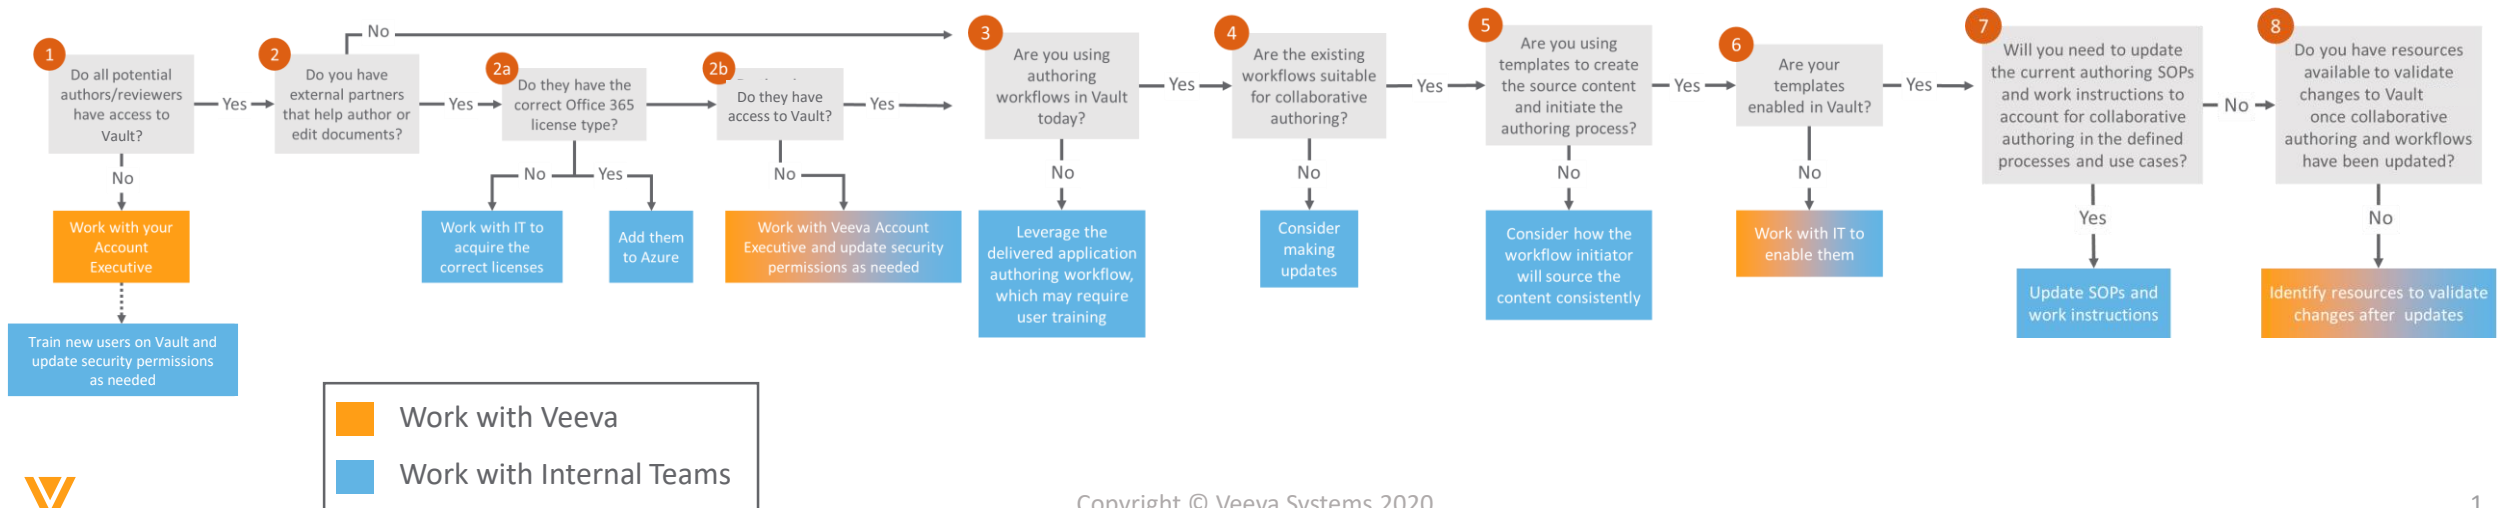 1
Do all potential
authors/reviewers
have access to
Vault?
Yes
No
Work with your
Account
Executive
Train new users on Vault and
update security permissions
as needed
2
Do you have
external partners
that help author or
edit documents?
No
Yes
2a
Do they have the
correct Office 365
license type?
No
Yes
Work with IT to
acquire the
correct licenses
Add them
to Azure
2b
Do they have
access to Vault?
Yes
No
Work with Veeva Account
Executive and update security
permissions as needed
3
Are you using
authoring
workflows in Vault
today?
Yes
No
Leverage the
delivered application
authoring workflow,
which may require
user training
4
Are the existing
workflows suitable
for collaborative
authoring?
Yes
No
Consider
making
updates
5
Are you using
templates to create
the source content
and initiate the
authoring process?
Yes
No
Consider how the
workflow initiator
will source the
content consistently
6
Are your
templates
enabled in Vault?
Yes
No
Work with IT to
enable them
7
Will you need to update
the current authoring SOPs
and work instructions to
account for collaborative
authoring in the defined
processes and use cases?
No
Yes
Update SOPs and
work instructions
8
Do you have resources
available to validate
changes to Vault
once collaborative
authoring and workflows
have been updated?
No
Identify resources to validate
changes after updates
Work with Veeva
Work with Internal Teams
Copyright © Veeva Systems 2020
1